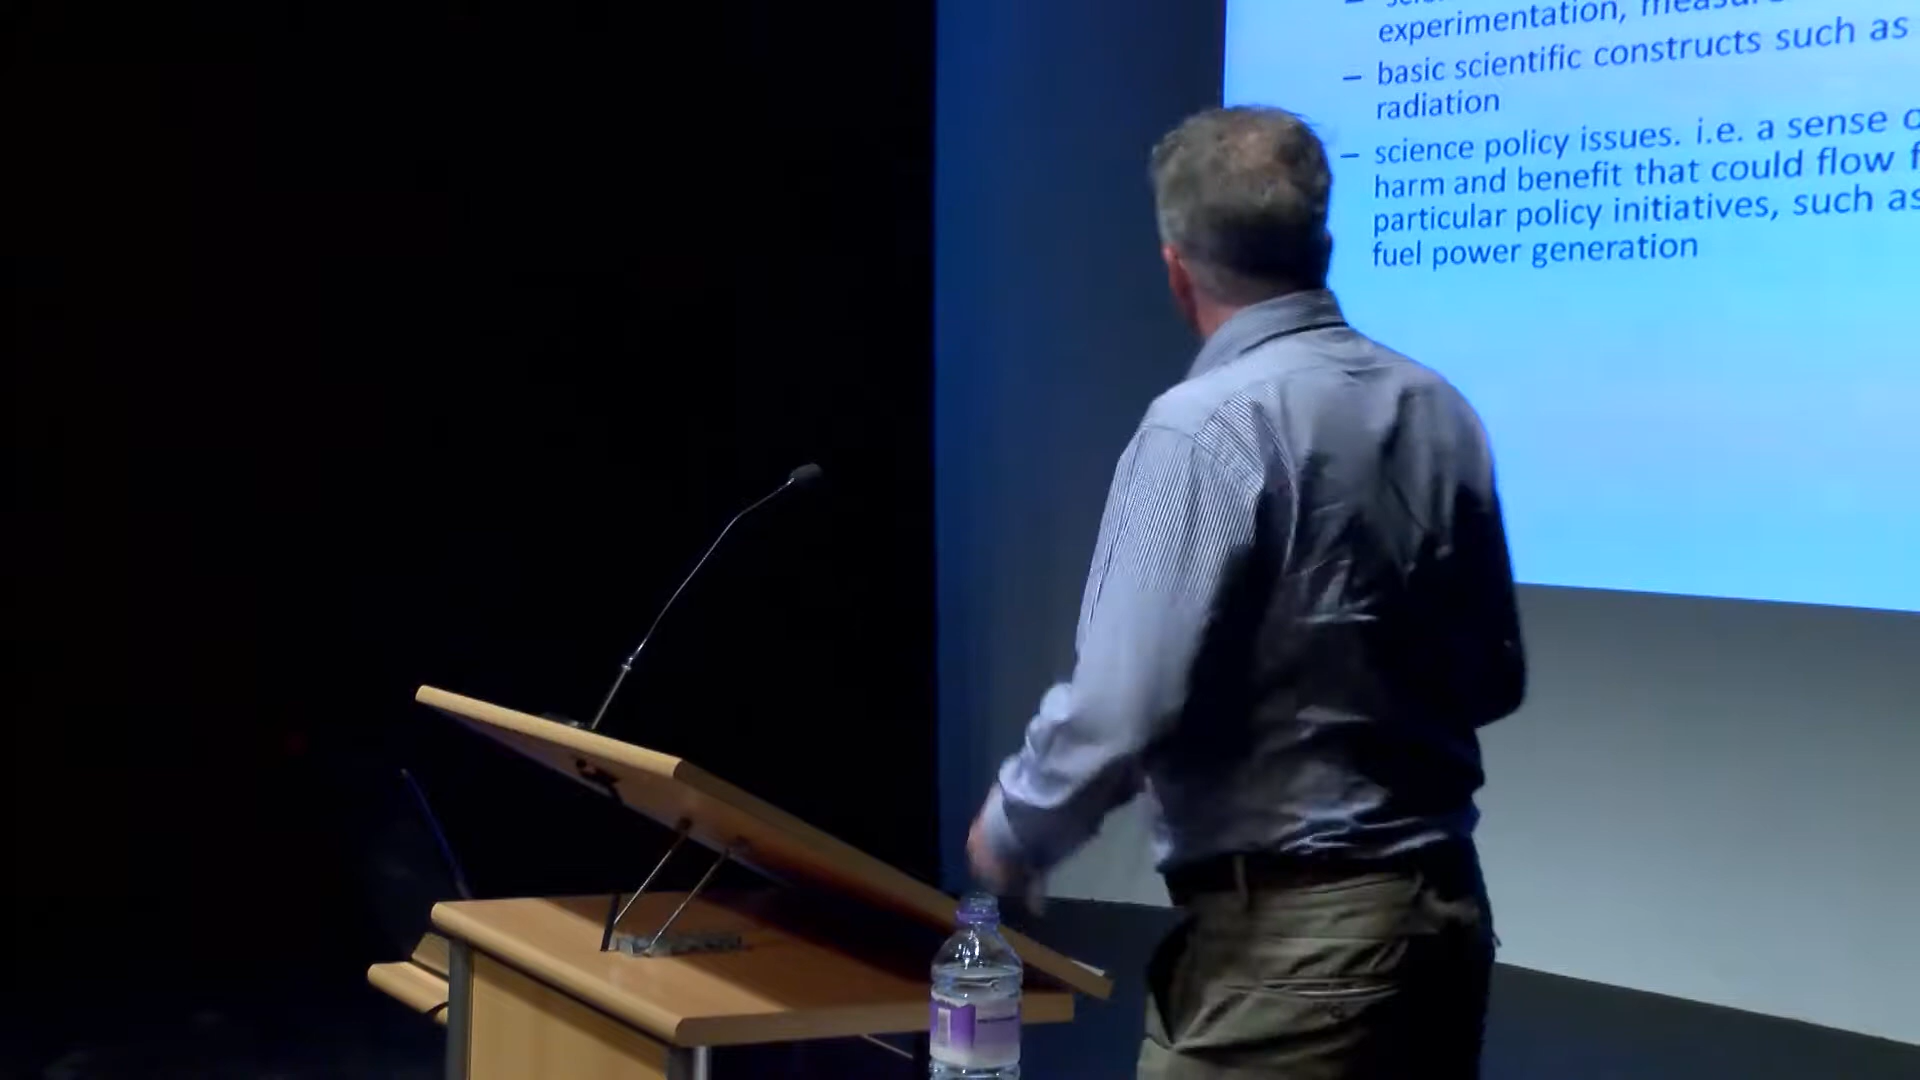 experimentation,
– basic scientific constructs such as
radiation
– science policy issues. i.e. a sense
harm and benefit that could flow
particular policy initiatives, such as
fuel power generation